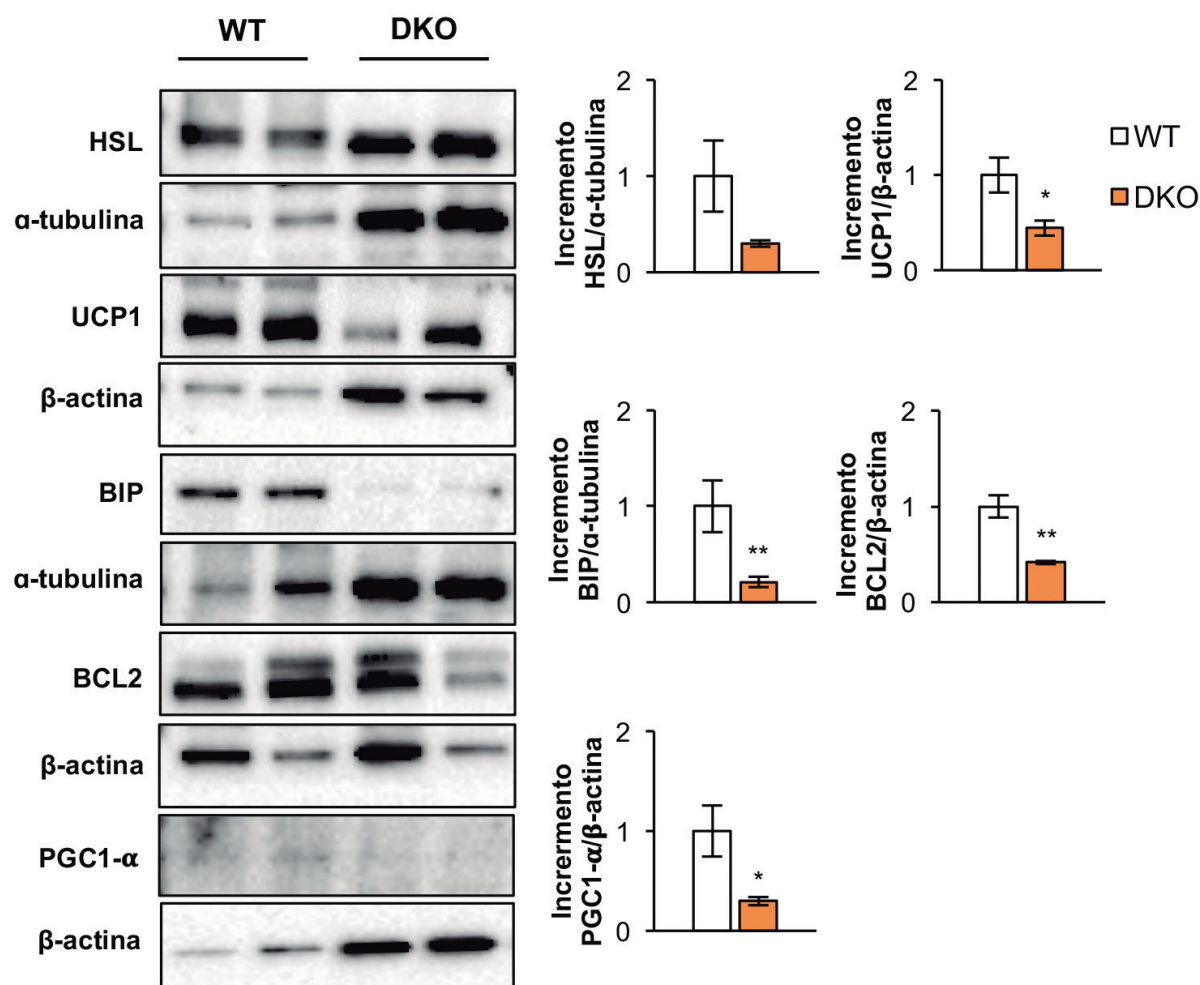 WT DKO
HSL
α-tubulina
UCP1
β-actina
BIP
α-tubulina
BCL2
β-actina
PGC1-α
β-actina
Incremento
HSL/α-tubulina
2
1
0
Incremento
UCP1/β-actina
2
1
0
*
WT
DKO
Incremento
BIP/α-tubulina
2
1
0
**
Incremento
BCL2/β-actina
2
1
0
**
Incrermento
PGC1-α/β-actina
2
1
0
*